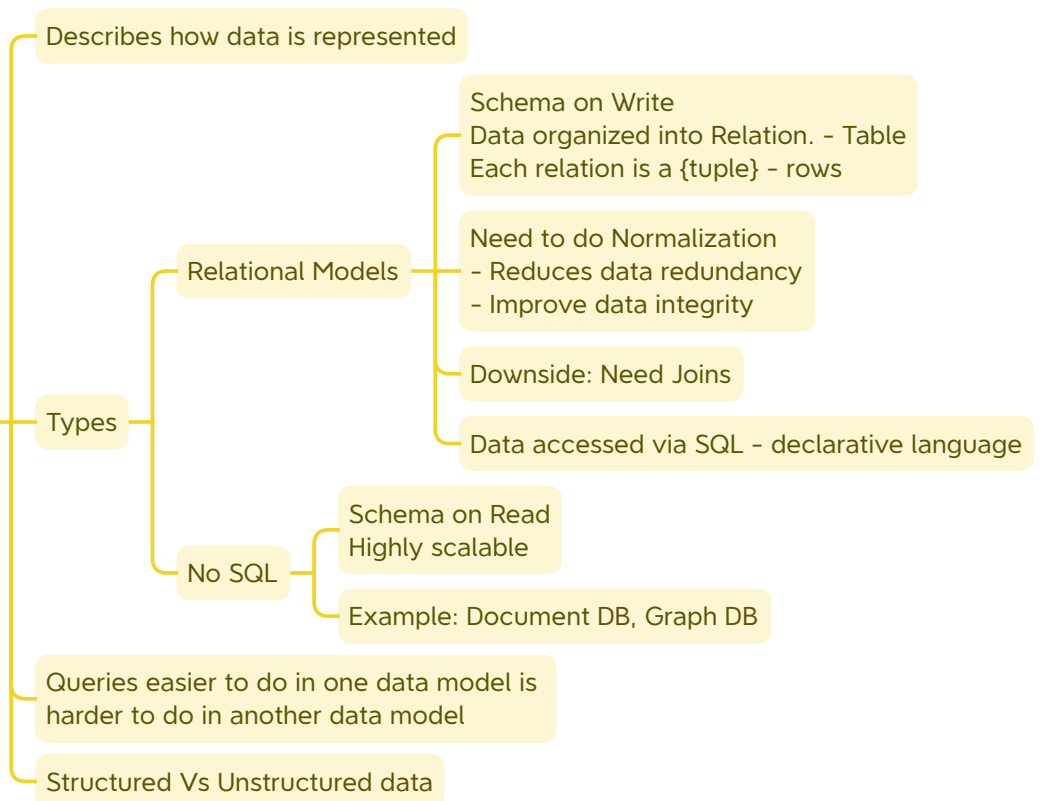 Describes how data is represented
Schema on Write
Data organized into Relation. - Table
Each relation is a {tuple} - rows
Need to do Normalization
- Reduces data redundancy
- Improve data integrity
Relational Models
Downside: Need Joins
Types
Data accessed via SQL - declarative language
Schema on Read
Highly scalable
No SQL
Example: Document DB, Graph DB
Queries easier to do in one data model is
harder to do in another data model
Structured Vs Unstructured data